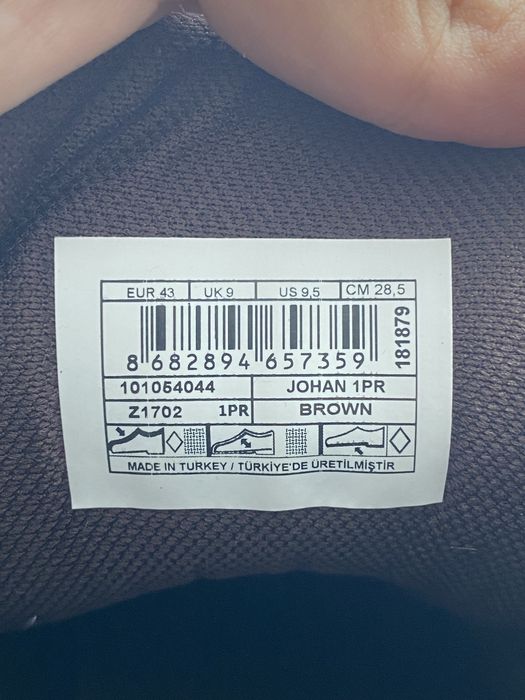 EUR 43 UK 9 US 9,5 CM 28,5
8 682894 657359
181879
101054044 JOHAN 1PR
Z1702 1PR BROWN
MADE IN TURKEY / TÜRKİYE'DE ÜRETİLMİŞTİR